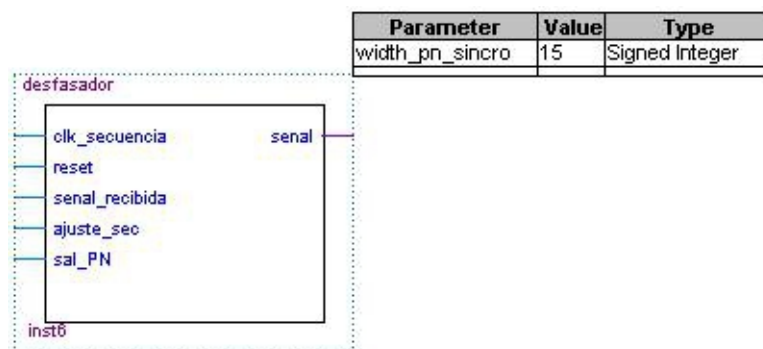 Parameter Value Type
width_pn_sincro 15 Signed Integer
desfasador
clk_secuencia senal
reset
senal_recibida
ajuste_sec
sal_PN
inst6